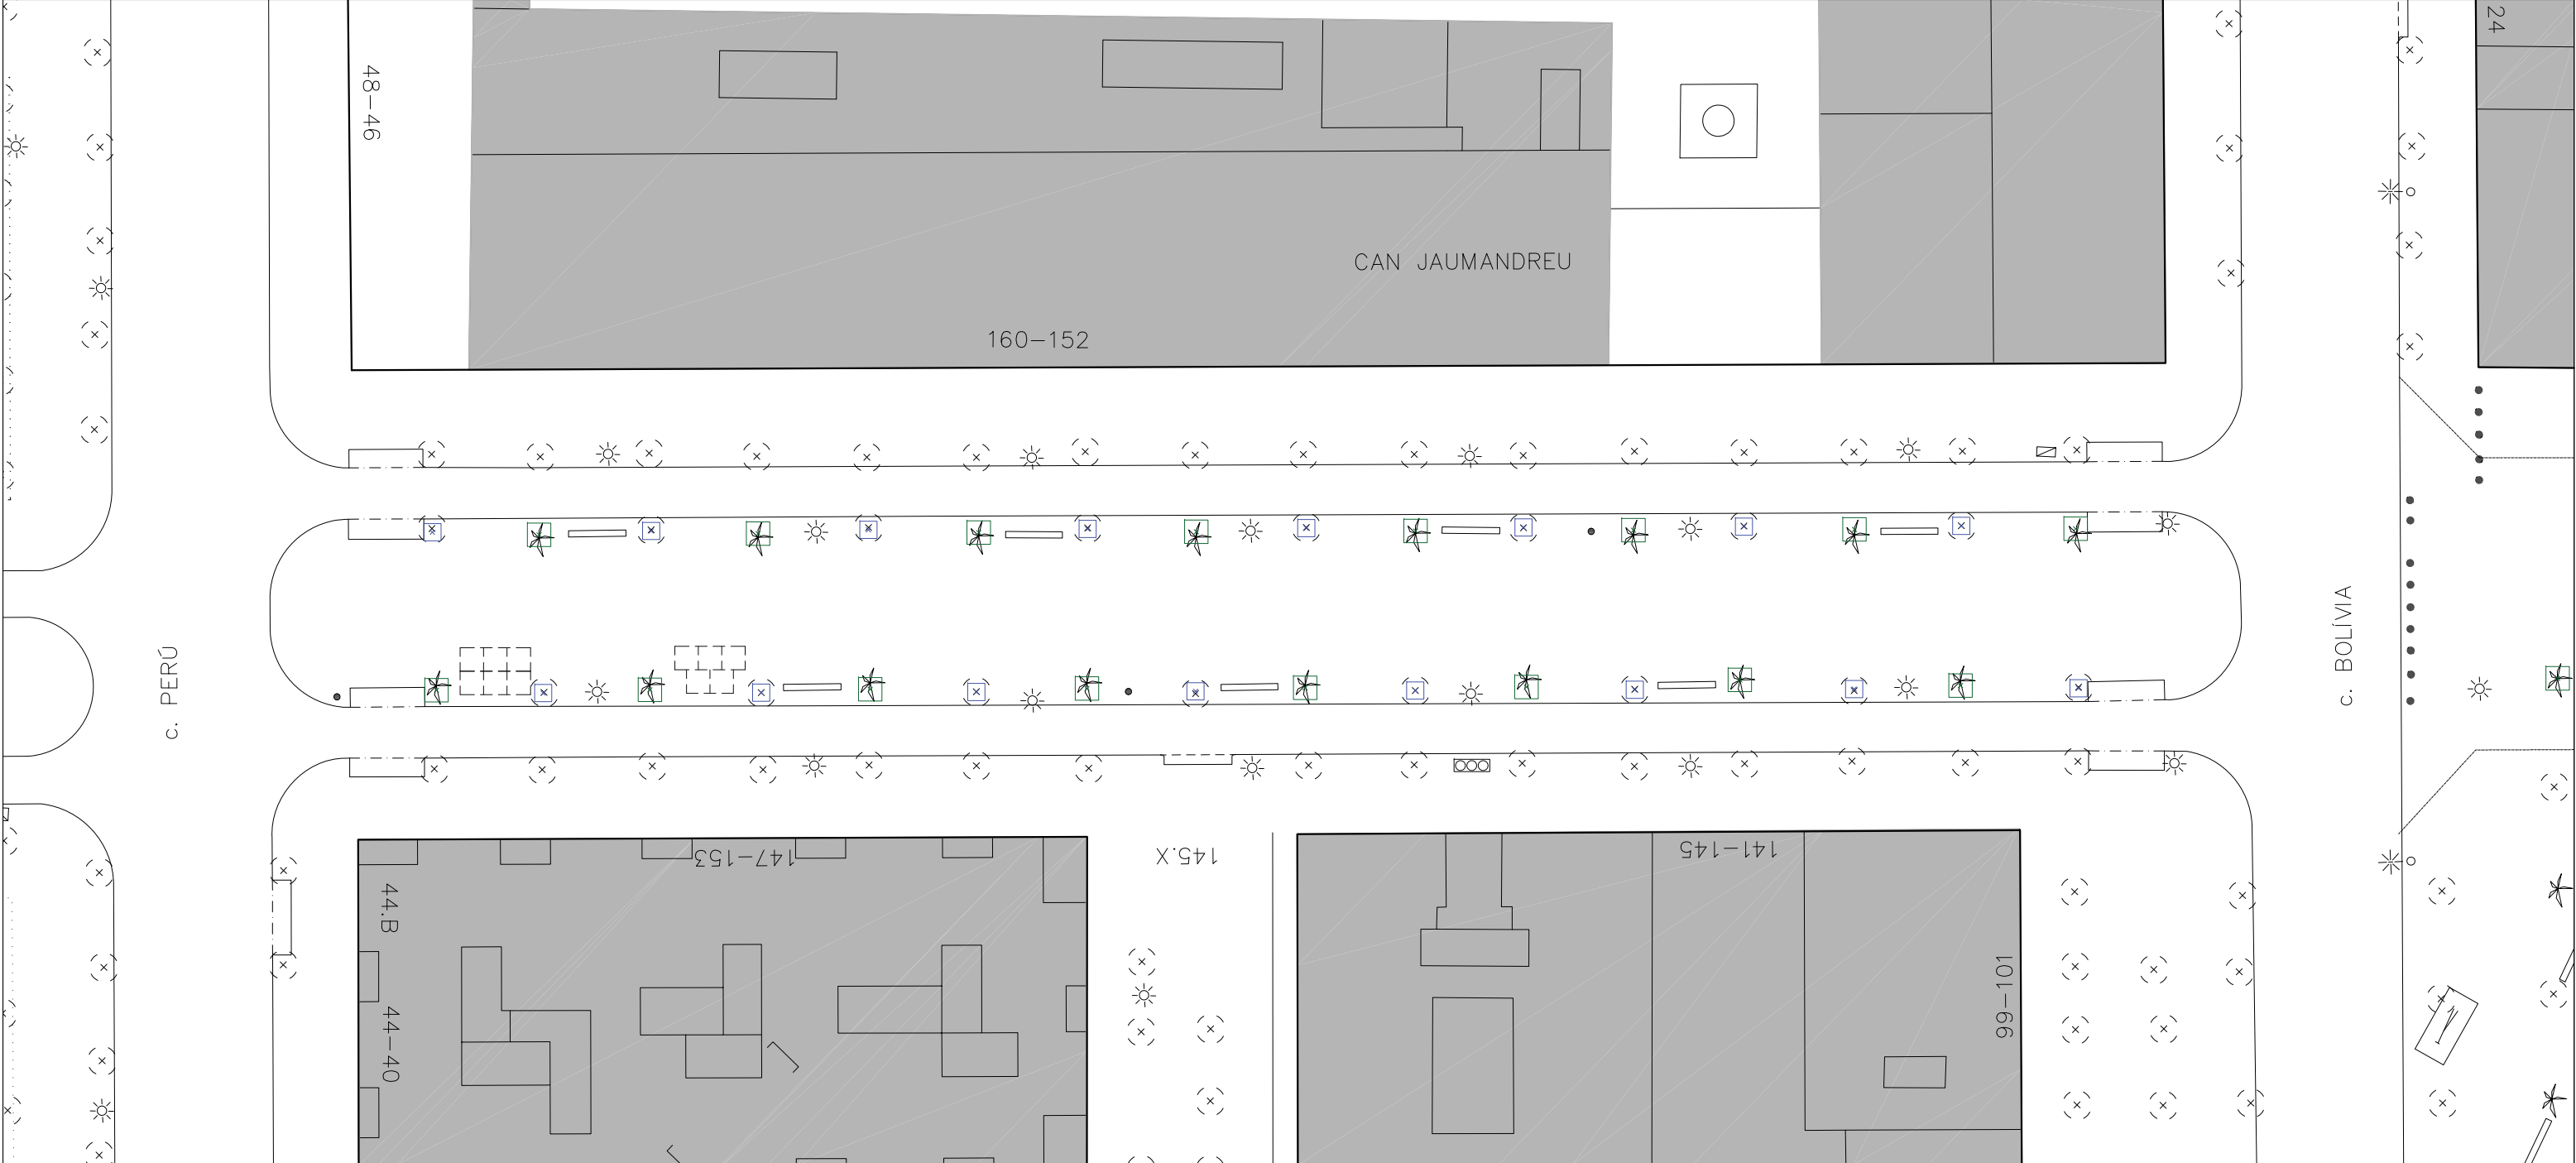 48-46
24
CAN JAUMANDREU
160-152
c. PERÚ
c. BOLÍVIA
147-153
145.X
141-145
44.B
44-40
99-101